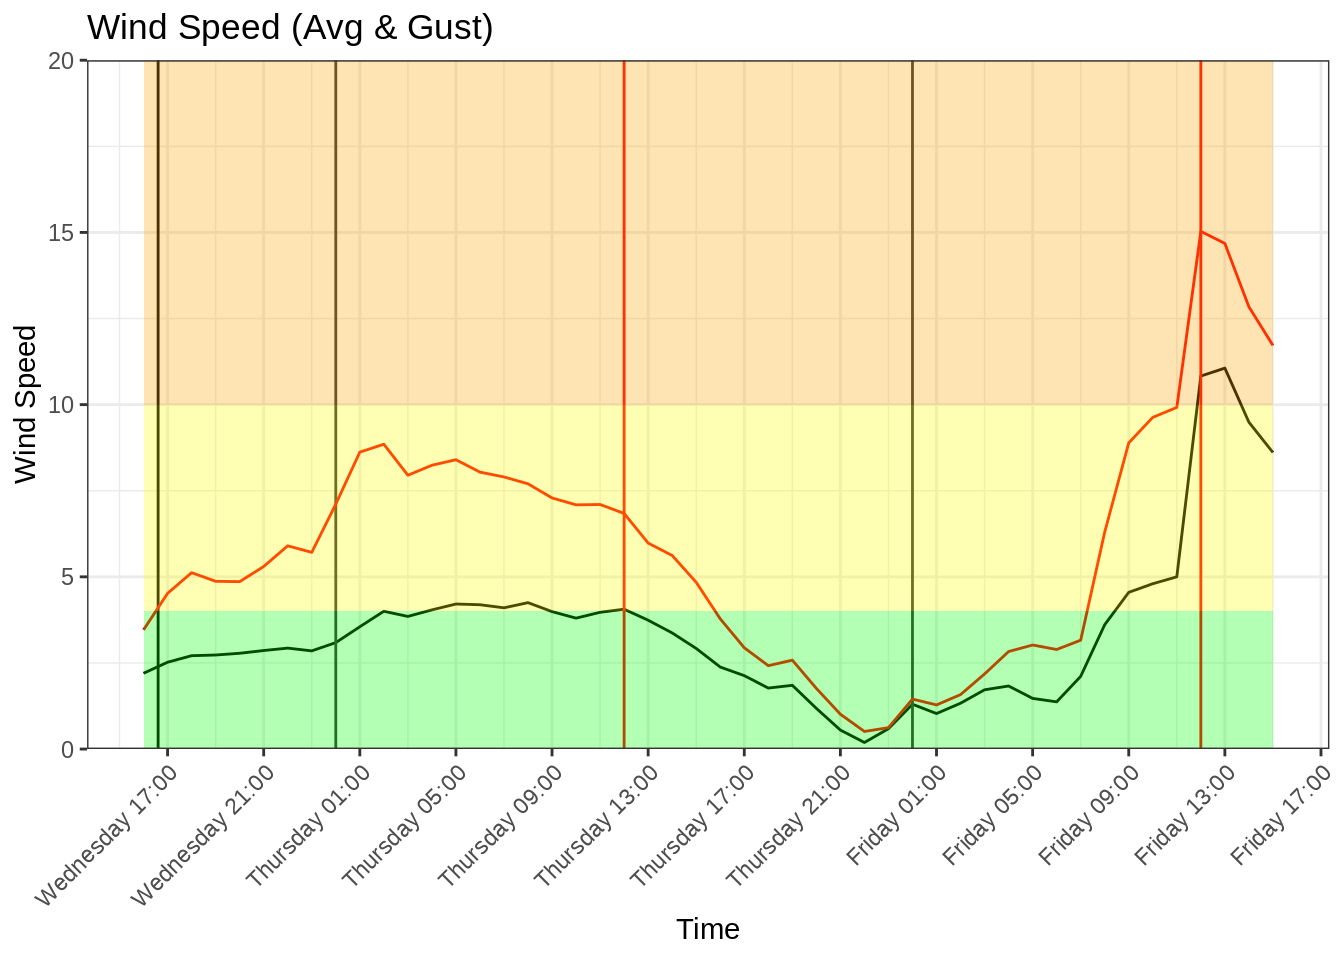 Wind Speed (Avg & Gust)
Wind Speed
20
15
10
5
0
Wednesday 17:00
Wednesday 21:00
Thursday 01:00
Thursday 05:00
Thursday 09:00
Thursday 13:00
Thursday 17:00
Thursday 21:00
Friday 01:00
Friday 05:00
Friday 09:00
Friday 13:00
Friday 17:00
Time